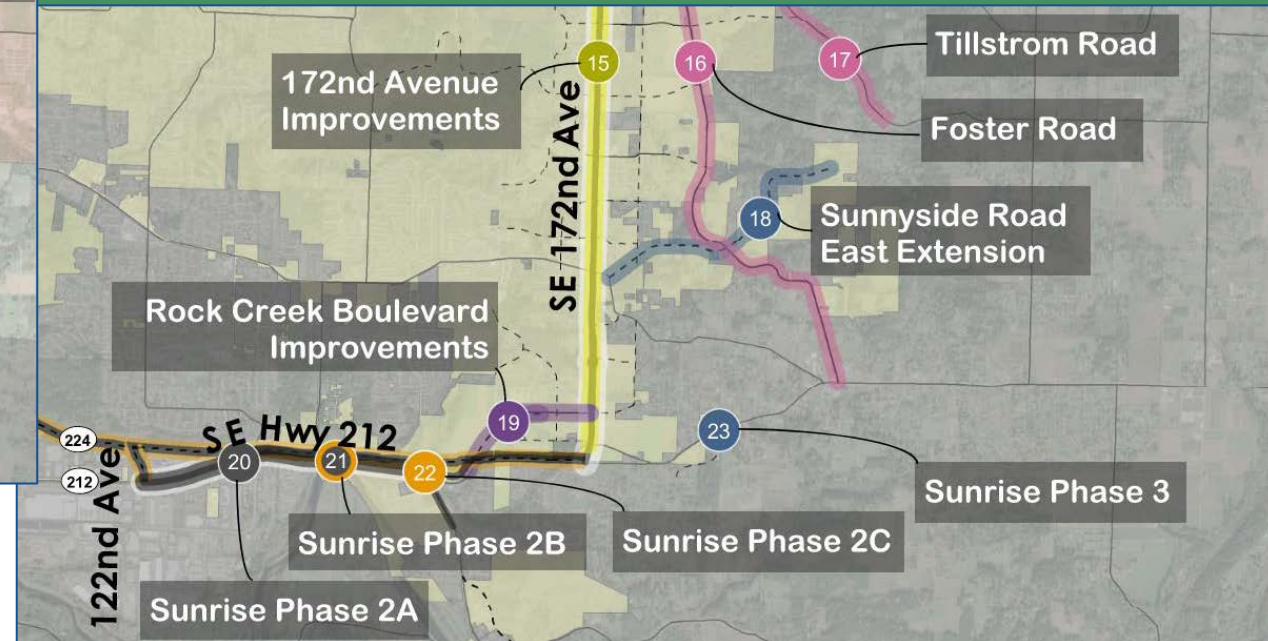 15
16
17
Tillstrom Road
172nd Avenue
Improvements
Foster Road
SE 172nd Ave
18
Sunnyside Road
East Extension
Rock Creek Boulevard
Improvements
19
23
224
SE Hwy 212
20
21
22
212
122nd Ave
Sunrise Phase 3
Sunrise Phase 2B
Sunrise Phase 2C
Sunrise Phase 2A